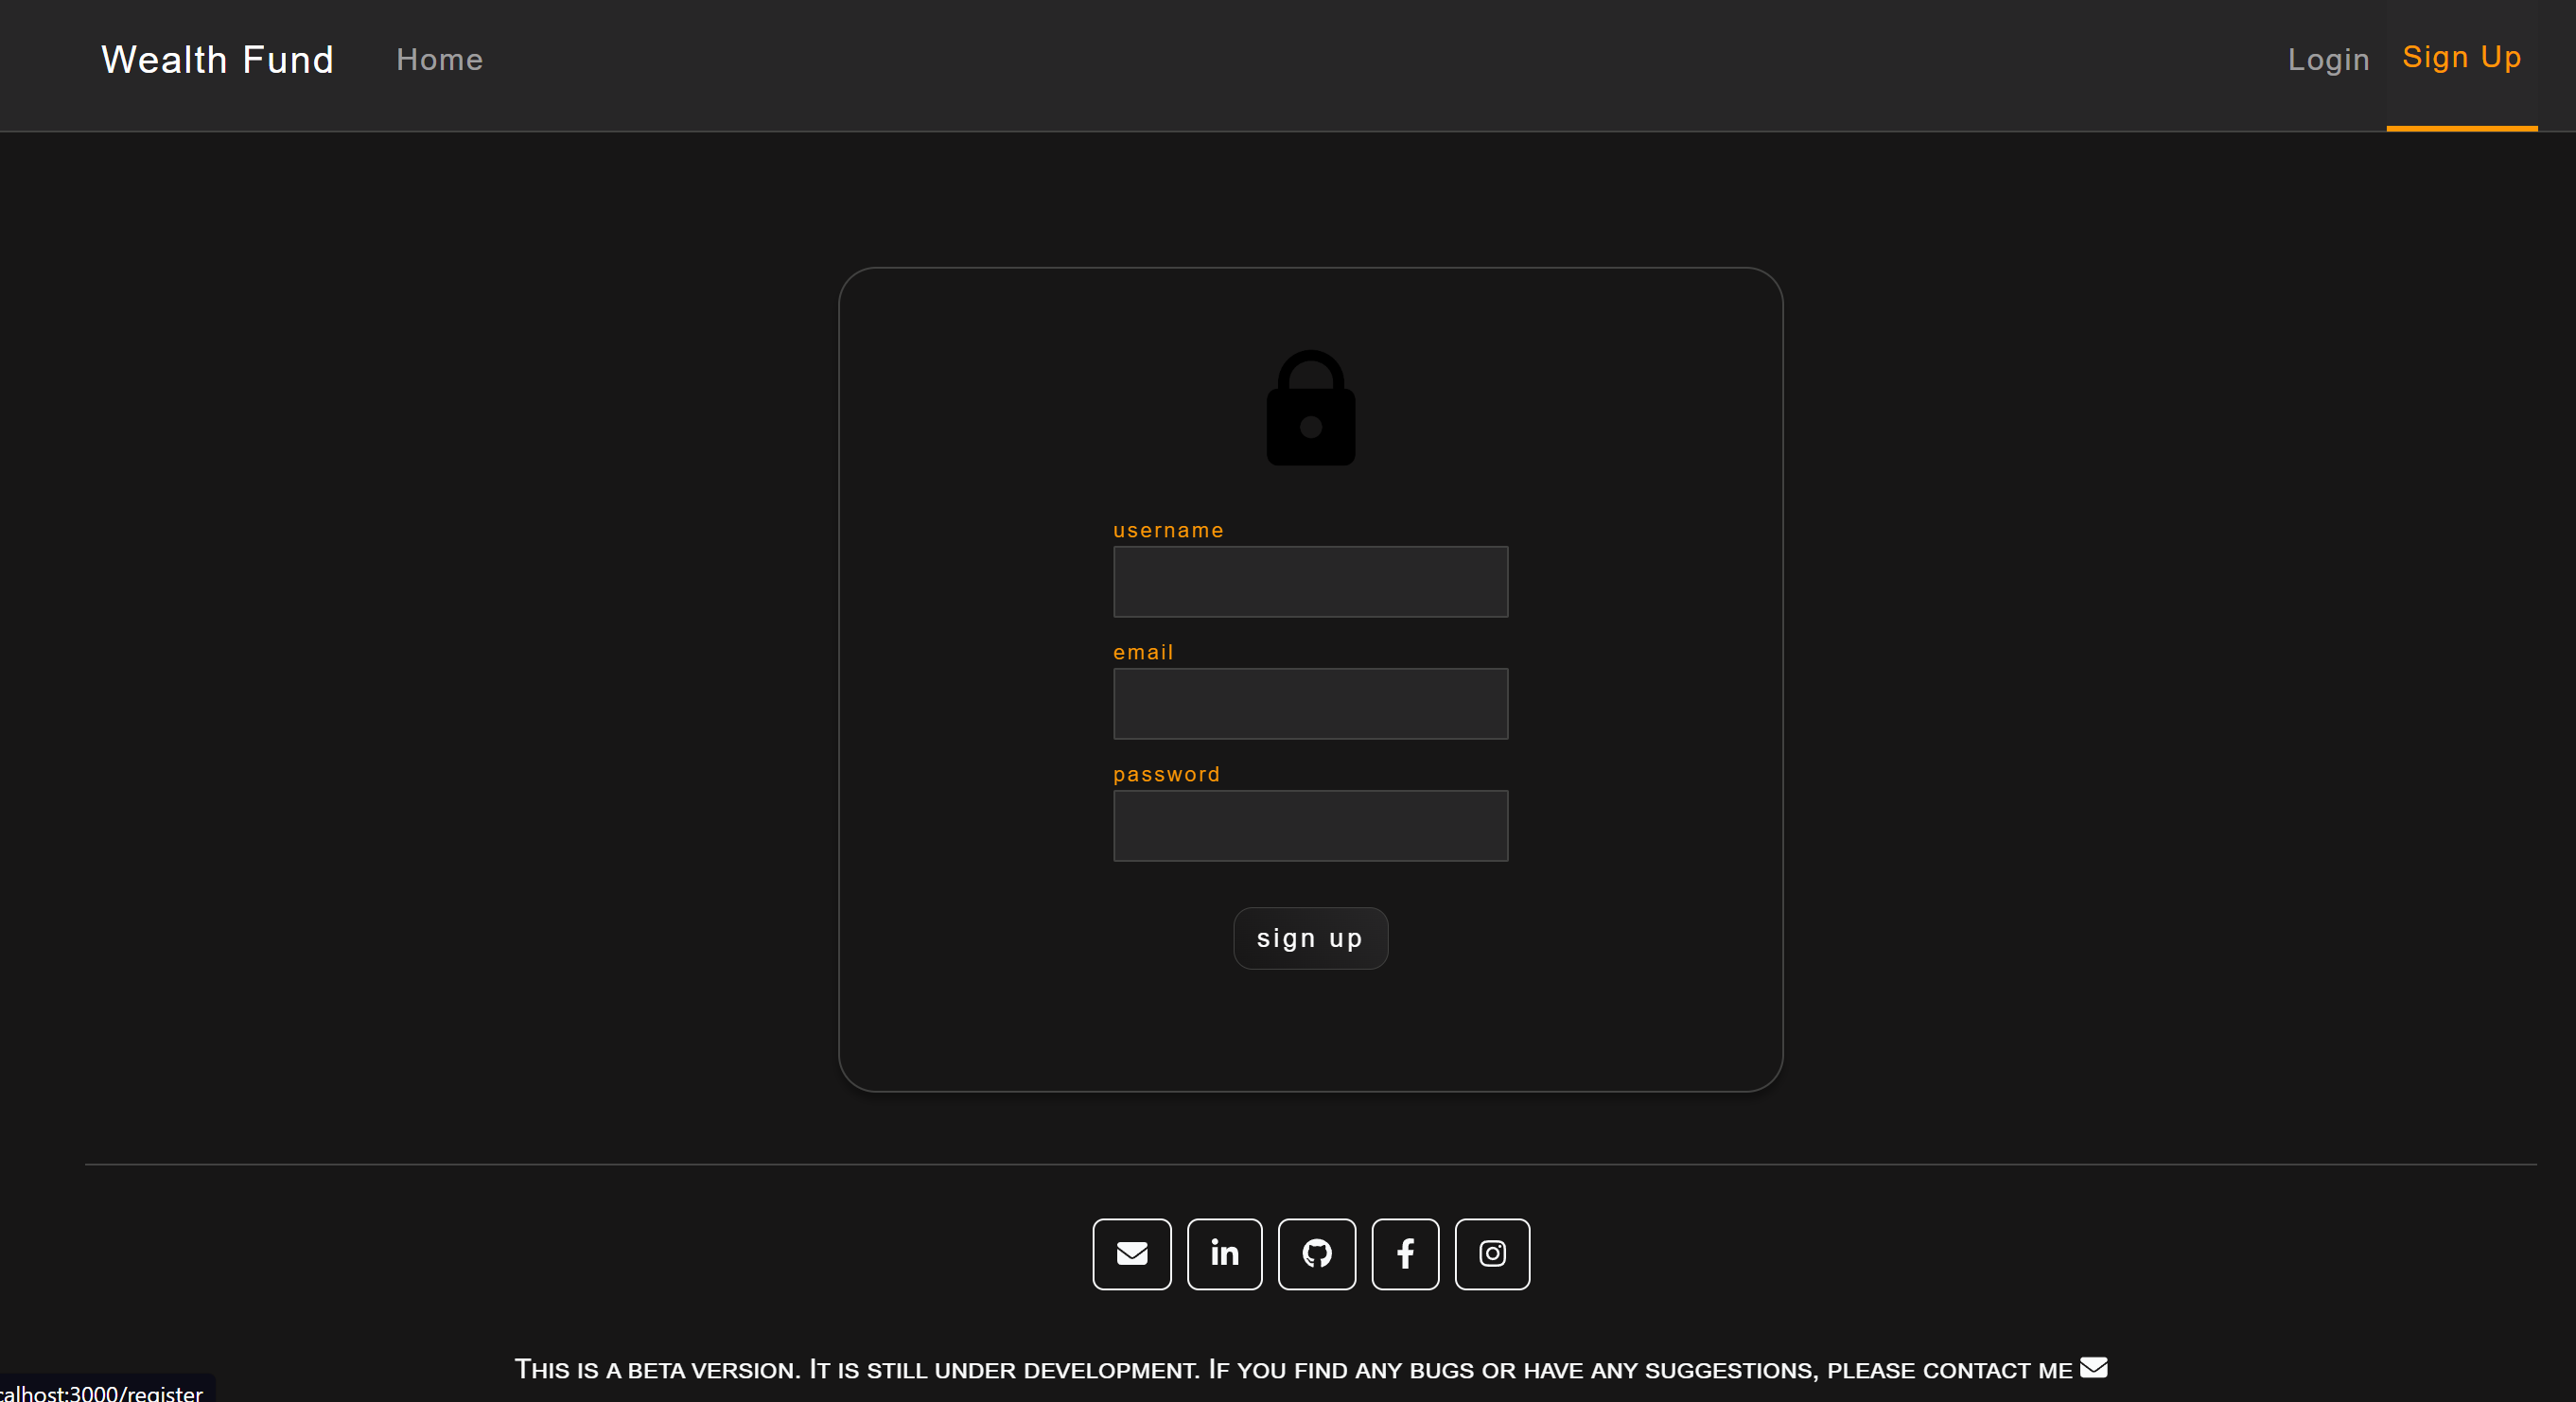 Wealth Fund Home Login Sign Up
username
email
password
sign up
This is a beta version. It is still under development. If you find any bugs or have any suggestions, please contact me
calhost:3000/register